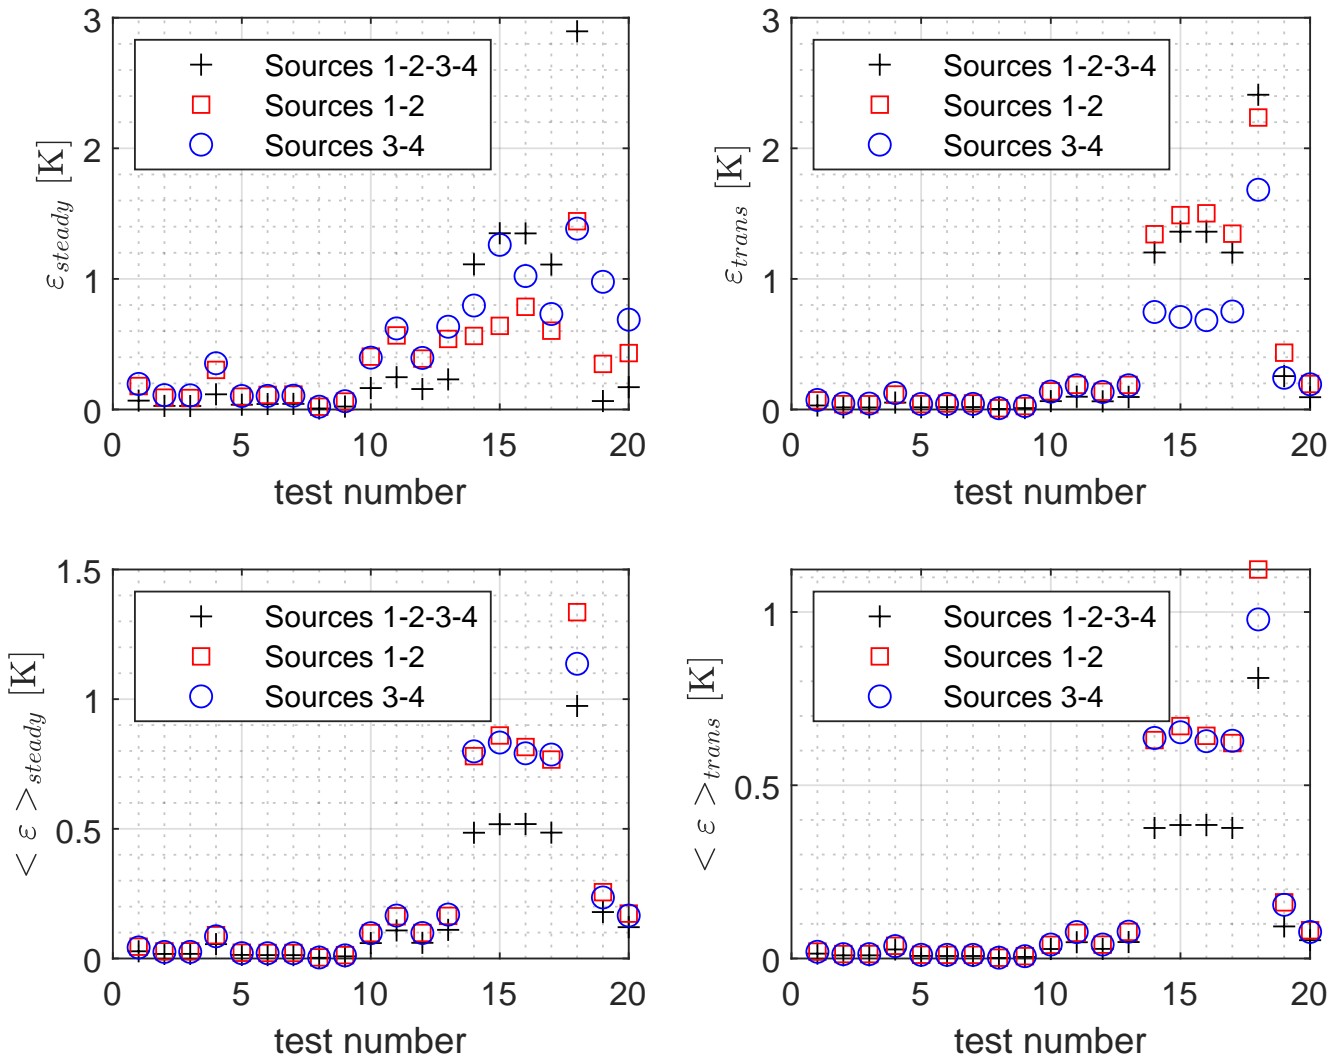 3
2
1
0
ε_steady [K]
Sources 1-2-3-4
Sources 1-2
Sources 3-4
0 5 10 15 20
test number
3
2
1
0
ε_trans [K]
Sources 1-2-3-4
Sources 1-2
Sources 3-4
0 5 10 15 20
test number
1.5
1
0.5
0
< ε >_steady [K]
Sources 1-2-3-4
Sources 1-2
Sources 3-4
0 5 10 15 20
test number
1
0.5
0
< ε >_trans [K]
Sources 1-2-3-4
Sources 1-2
Sources 3-4
0 5 10 15 20
test number